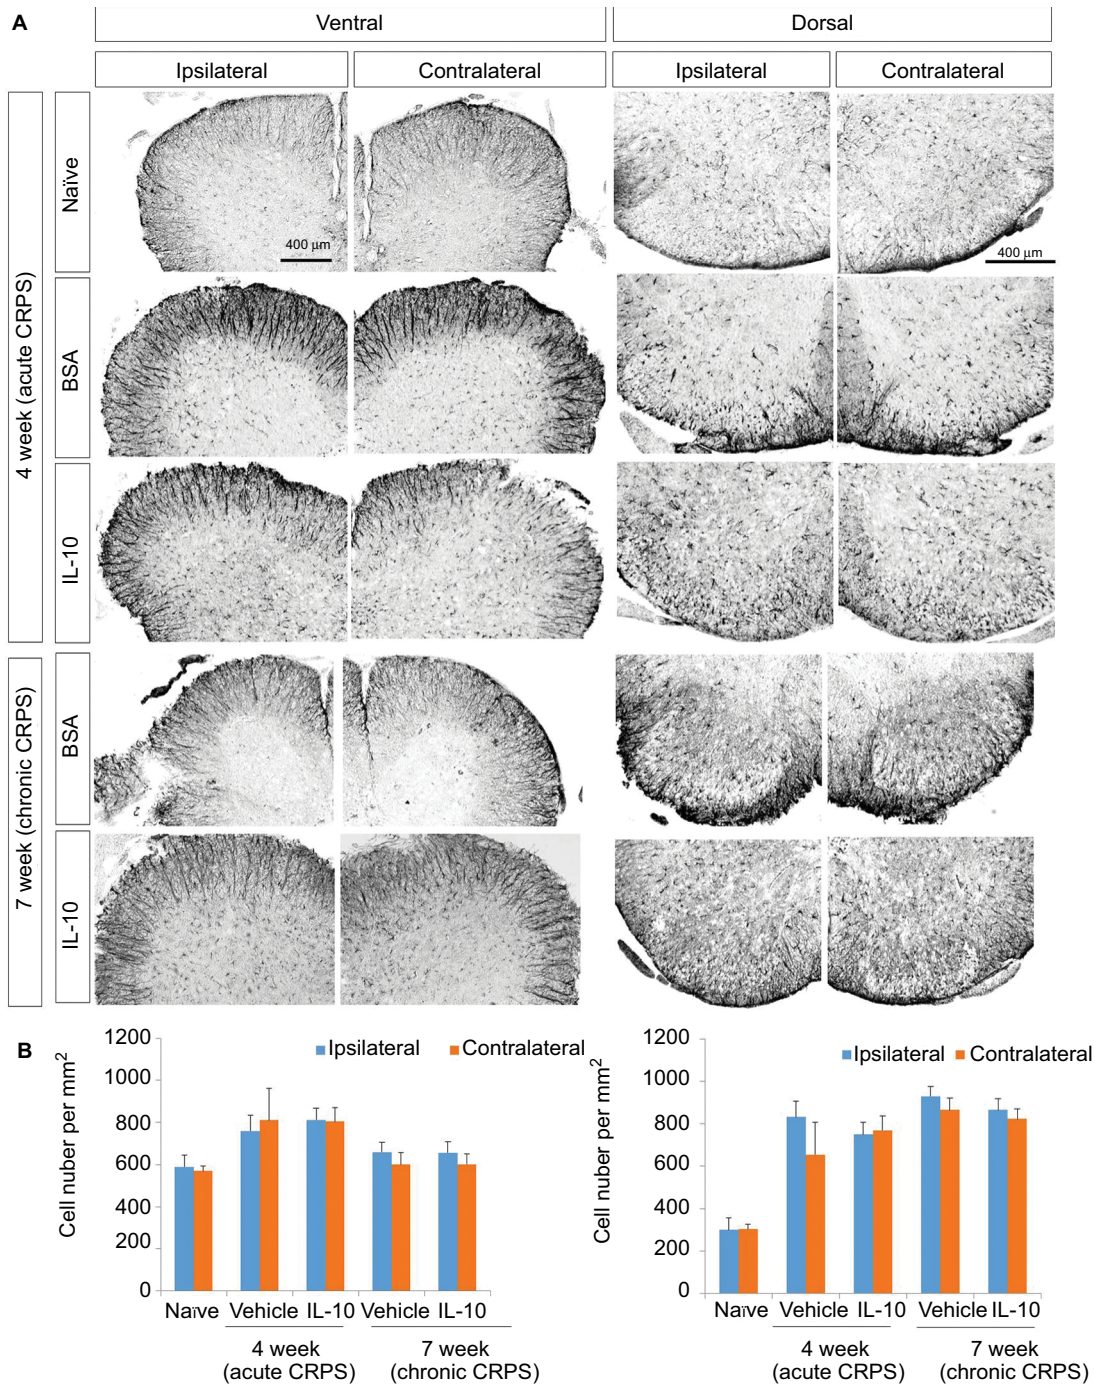 A
Ventral
Dorsal
Ipsilateral
Contralateral
Ipsilateral
Contralateral
4 week (acute CRPS)
Naïve
400 µm
400 µm
BSA
IL-10
7 week (chronic CRPS)
BSA
IL-10
B
Cell nuber per mm²
1200
1000
800
600
400
200
0
Ipsilateral
Contralateral
Naïve
Vehicle
IL-10
Vehicle
IL-10
4 week
(acute CRPS)
7 week
(chronic CRPS)
Cell nuber per mm²
1200
1000
800
600
400
200
0
Ipsilateral
Contralateral
Naïve
Vehicle
IL-10
Vehicle
IL-10
4 week
(acute CRPS)
7 week
(chronic CRPS)